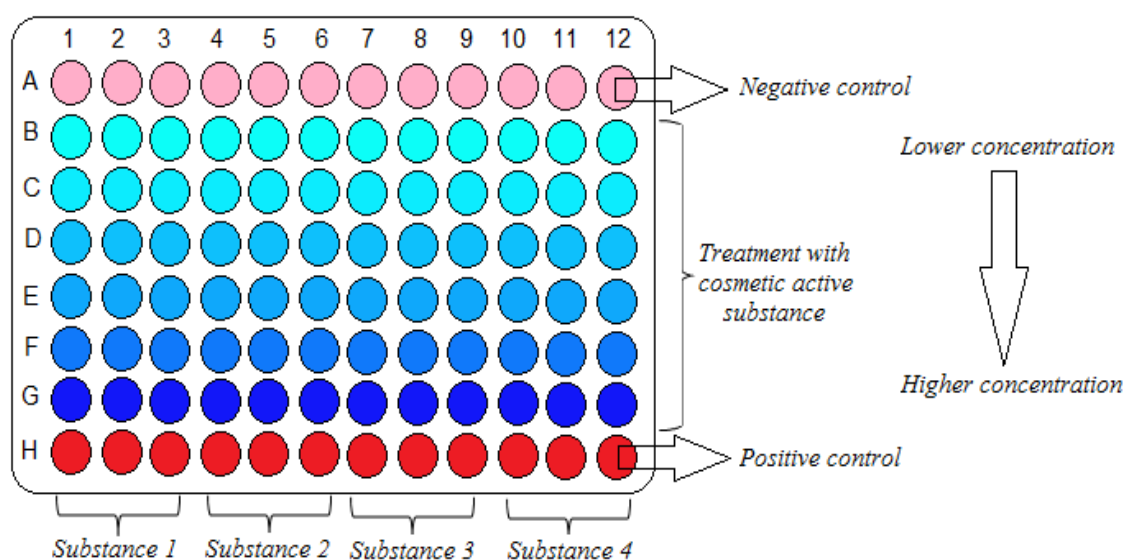 1 2 3 4 5 6 7 8 9 10 11 12
A
Negative control
B
Lower concentration
C
D
Treatment with
cosmetic active
substance
E
F
G
Higher concentration
H
Positive control
Substance 1 Substance 2 Substance 3 Substance 4